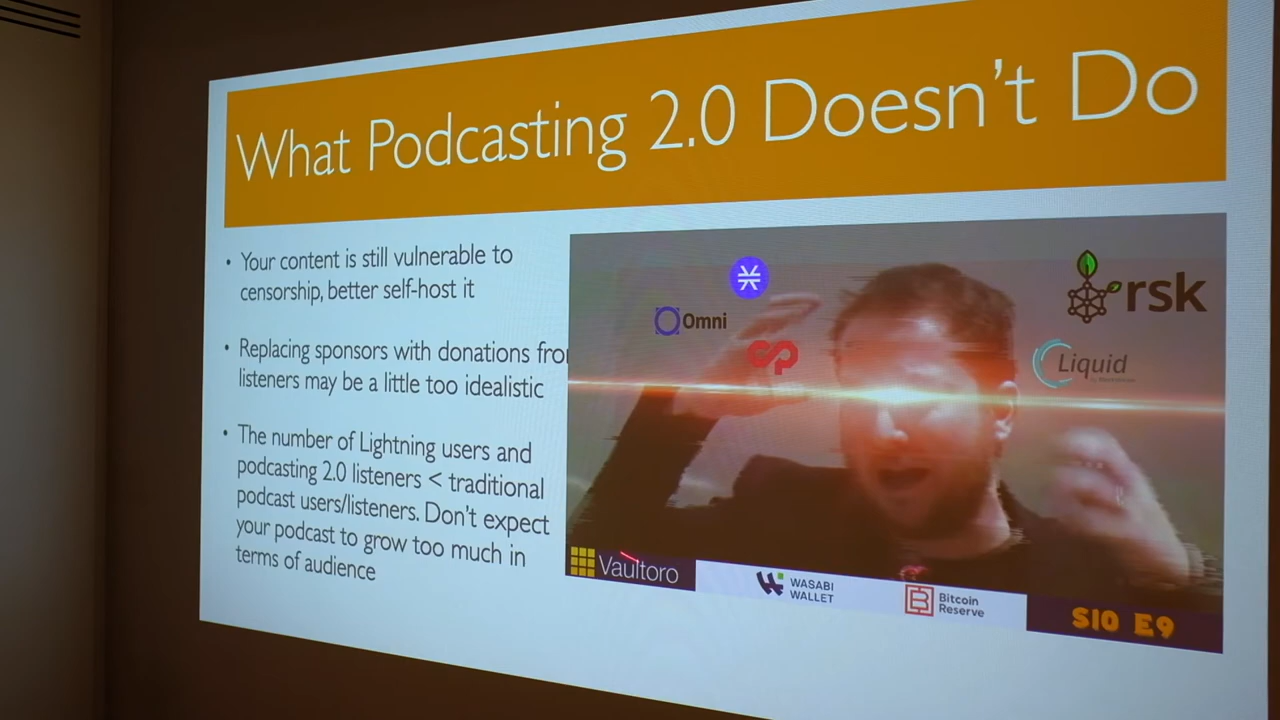 What Podcasting 2.0 Doesn't Do
• Your content is still vulnerable to
censorship, better self-host it
• Replacing sponsors with donations from
listeners may be a little too idealistic
• The number of Lightning users and
podcasting 2.0 listeners < traditional
podcast users/listeners. Don't expect
your podcast to grow too much in
terms of audience
Omni
rsk
Liquid
Vaultoro
WASABI
WALLET
Bitcoin
Reserve
S10 E9